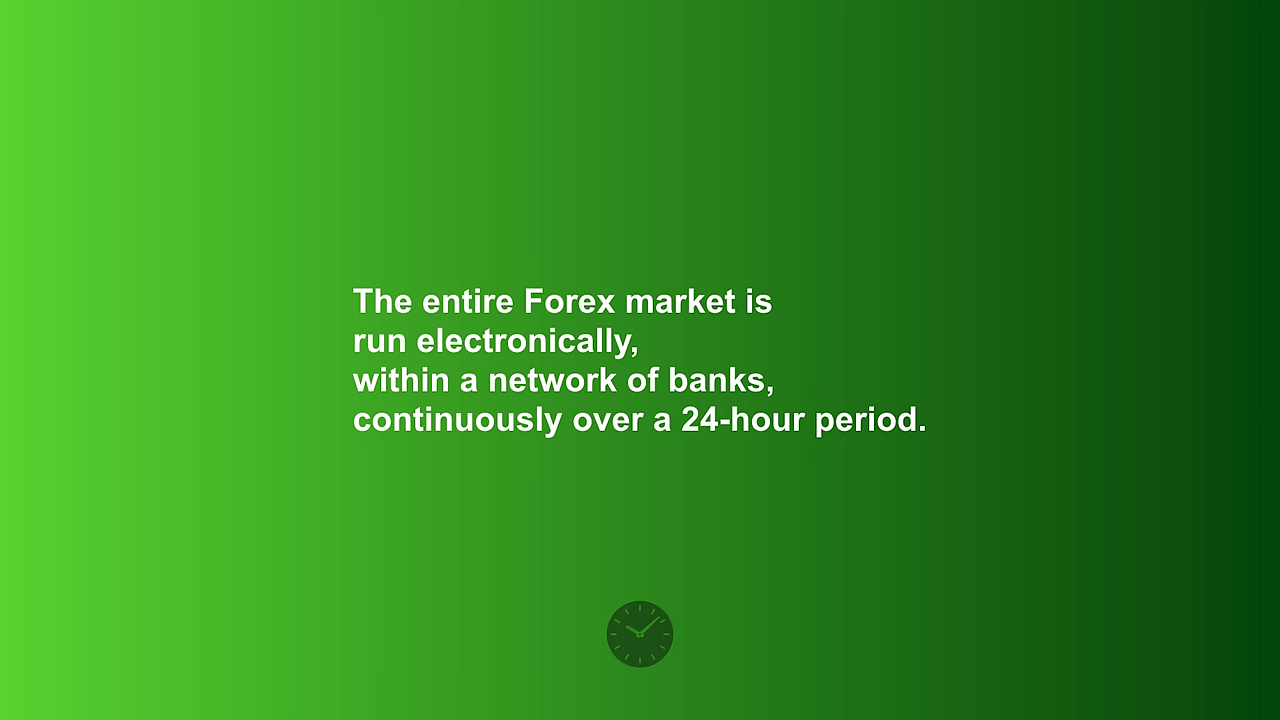 The entire Forex market is
run electronically,
within a network of banks,
continuously over a 24-hour period.